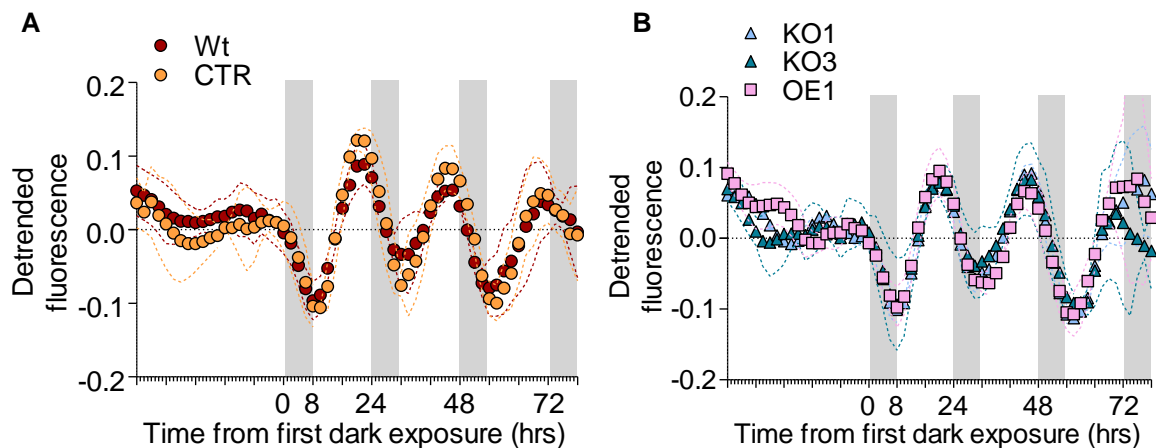 A
Wt
CTR
0.2
0.1
0.0
-0.1
-0.2
Detrended
fluorescence
0 8 24 48 72
Time from first dark exposure (hrs)
B
KO1
KO3
OE1
0.2
0.1
0.0
-0.1
-0.2
Detrended
fluorescence
0 8 24 48 72
Time from first dark exposure (hrs)